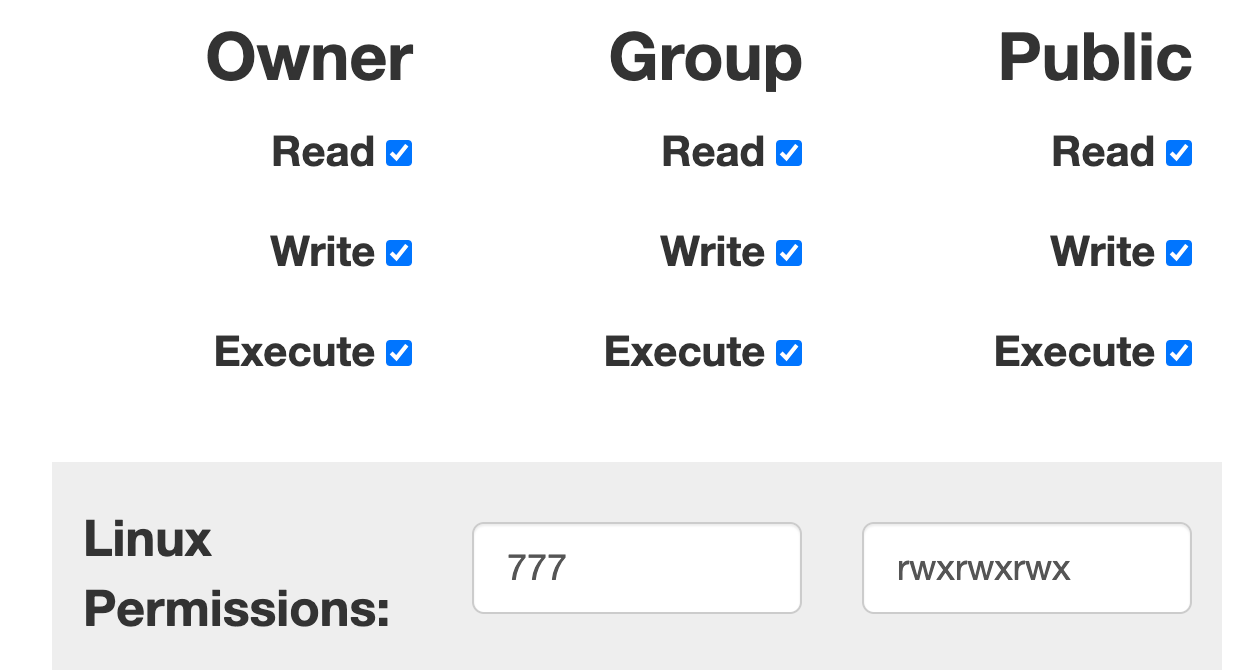 Owner Group Public
Read Read Read
Write Write Write
Execute Execute Execute
Linux
Permissions:
777 rwxrwxrwx